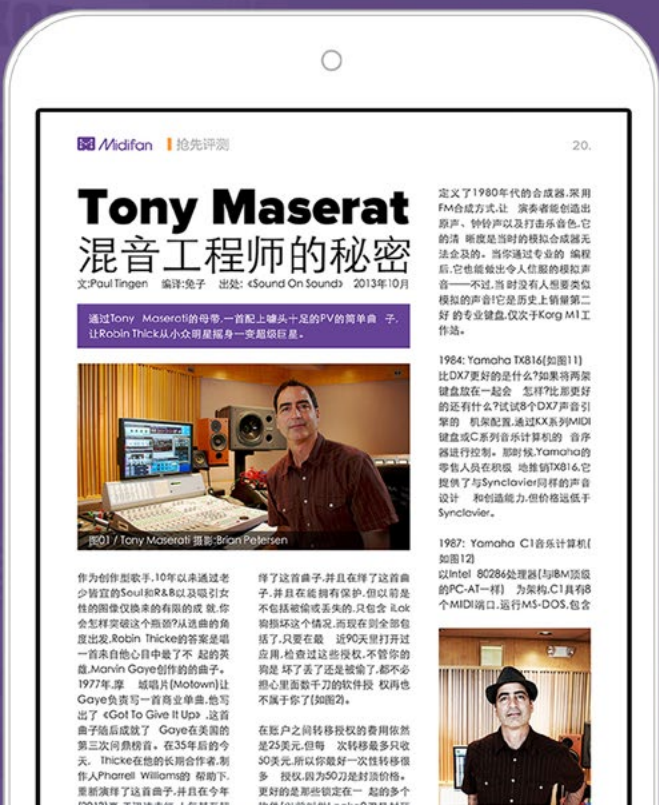 Midifan
抢先评测
20.
Tony Maserat
混音工程师的秘密
文:Paul Tingen 编译:兔子 出处:《Sound On Sound》 2013年10月
通过Tony Maserati的母带,一首配上噱头十足的PV的简单曲 子,
让Robin Thick从小众明星摇身一变超级巨星。
图01 / Tony Maserati 摄影:Brian Petersen
作为创作型歌手,10年以来通过老
少皆宜的Soul和R&B以及吸引女
性的图像仅换来的有限的成 就,你
会怎样突破这个瓶颈?从选曲的角
度出发,Robin Thicke的答案是唱
一首来自他心目中最了不 起的英
雄,Marvin Gaye创作的的曲子。
1977年,摩 城唱片(Motown)让
Gaye负责写一首商业单曲,他写
出了《Got To Give It Up》,这首
曲子随后成就了 Gaye在美国的
第三次问鼎榜首。在35年后的今
天, Thicke在他的长期合作者,制
作人Pharrell Williams的 帮助下,
重新演绎了这首曲子,并且在今年
绎了这首曲子,并且在绎了这首曲
子,并且在能拥有保护,但以前是
不包括被偷或丢失的,只包含 iLok
狗损坏这个情况,而现在则全部包
括了,只要在最 近90天里打开过
应用,检查过这些授权,不管你的
狗是 坏了丢了还是被偷了,都不必
担心里面数千刀的软件授 权再也
不属于你了(如图2)。
在账户之间转移授权的费用依然
是25美元,但每 次转移最多只收
50美元,所以你最好一次性转移很
多 授权,因为50刀是封顶价格。
更好的是那些锁定在一 起的多个
定义了1980年代的合成器,采用
FM合成方式,让 演奏者能创造出
原声、钟铃声以及打击乐音色,它
的清 晰度是当时的模拟合成器无
法企及的。当你通过专业的 编程
后,它也能做出令人信服的模拟声
音——不过,当时没有人想要类似
模拟的声音!它是历史上销量第二
好 的专业键盘,仅次于Korg M1工
作站。
1984: Yamaha TX816(如图11)
比DX7更好的是什么?如果将两架
键盘放在一起会 怎样?比那更好
的还有什么?试试8个DX7声音引
擎的 机架配置,通过KX系列MIDI
键盘或C系列音乐计算机的 音序
器进行控制。那时候,Yamaha的
零售人员在积极 地推销TX816,它
提供了与Synclavier同样的声音
设计 和创造能力,但价格远低于
Synclavier。
1987: Yamaha C1音乐计算机(
如图12)
以Intel 80286处理器(与IBM顶级
的PC-AT一样) 为架构,C1具有8
个MIDI端口,运行MS-DOS,包含